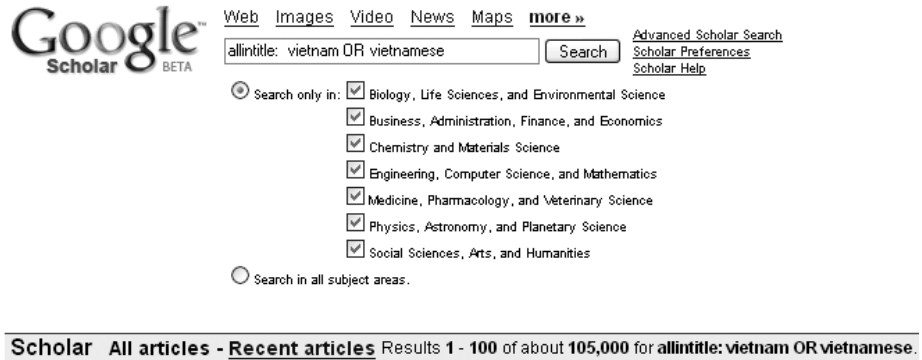 Google™
Scholar BETA
Web Images Video News Maps more »
allintitle: vietnam OR vietnamese
Search
Advanced Scholar Search
Scholar Preferences
Scholar Help
Search only in: Biology, Life Sciences, and Environmental Science
Business, Administration, Finance, and Economics
Chemistry and Materials Science
Engineering, Computer Science, and Mathematics
Medicine, Pharmacology, and Veterinary Science
Physics, Astronomy, and Planetary Science
Social Sciences, Arts, and Humanities
Search in all subject areas.
Scholar All articles - Recent articles Results 1 - 100 of about 105,000 for allintitle: vietnam OR vietnamese.